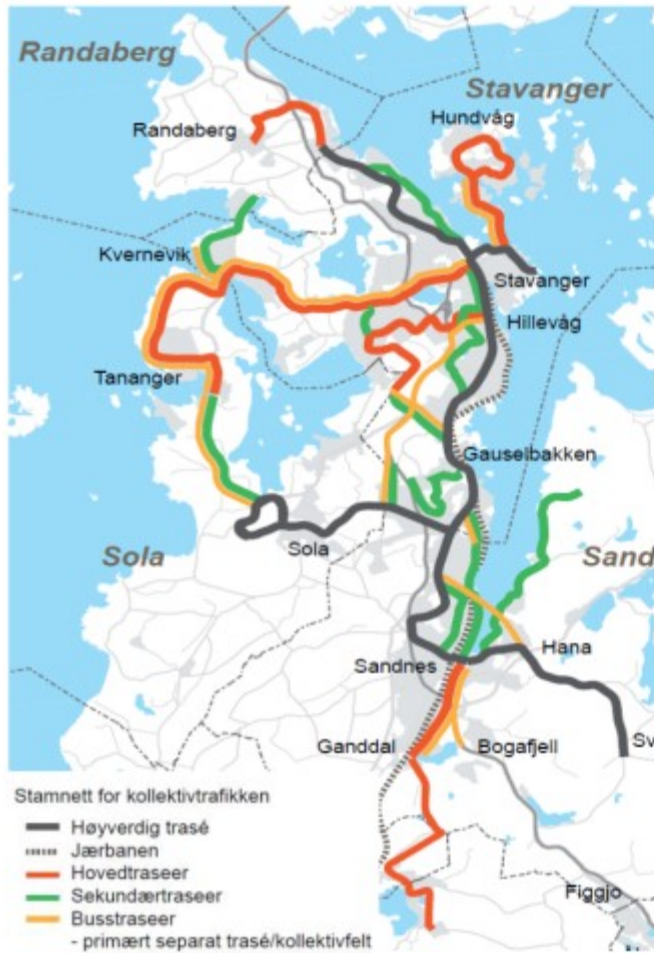 Randaberg
Stavanger
Hundvåg
Randaberg
Kvernevik
Stavanger
Hillevåg
Tananger
Gauselbakken
Sola
Sola
Sand
Hana
Sandnes
Ganddal
Bogafjell
Sv
Stamnett for kollektivtrafikken
Høyverdig trasé
Jærbanen
Hovedtraseer
Sekundærtraseer
Busstraseer
- primært separat trasé/kollektivfelt
Figgjo